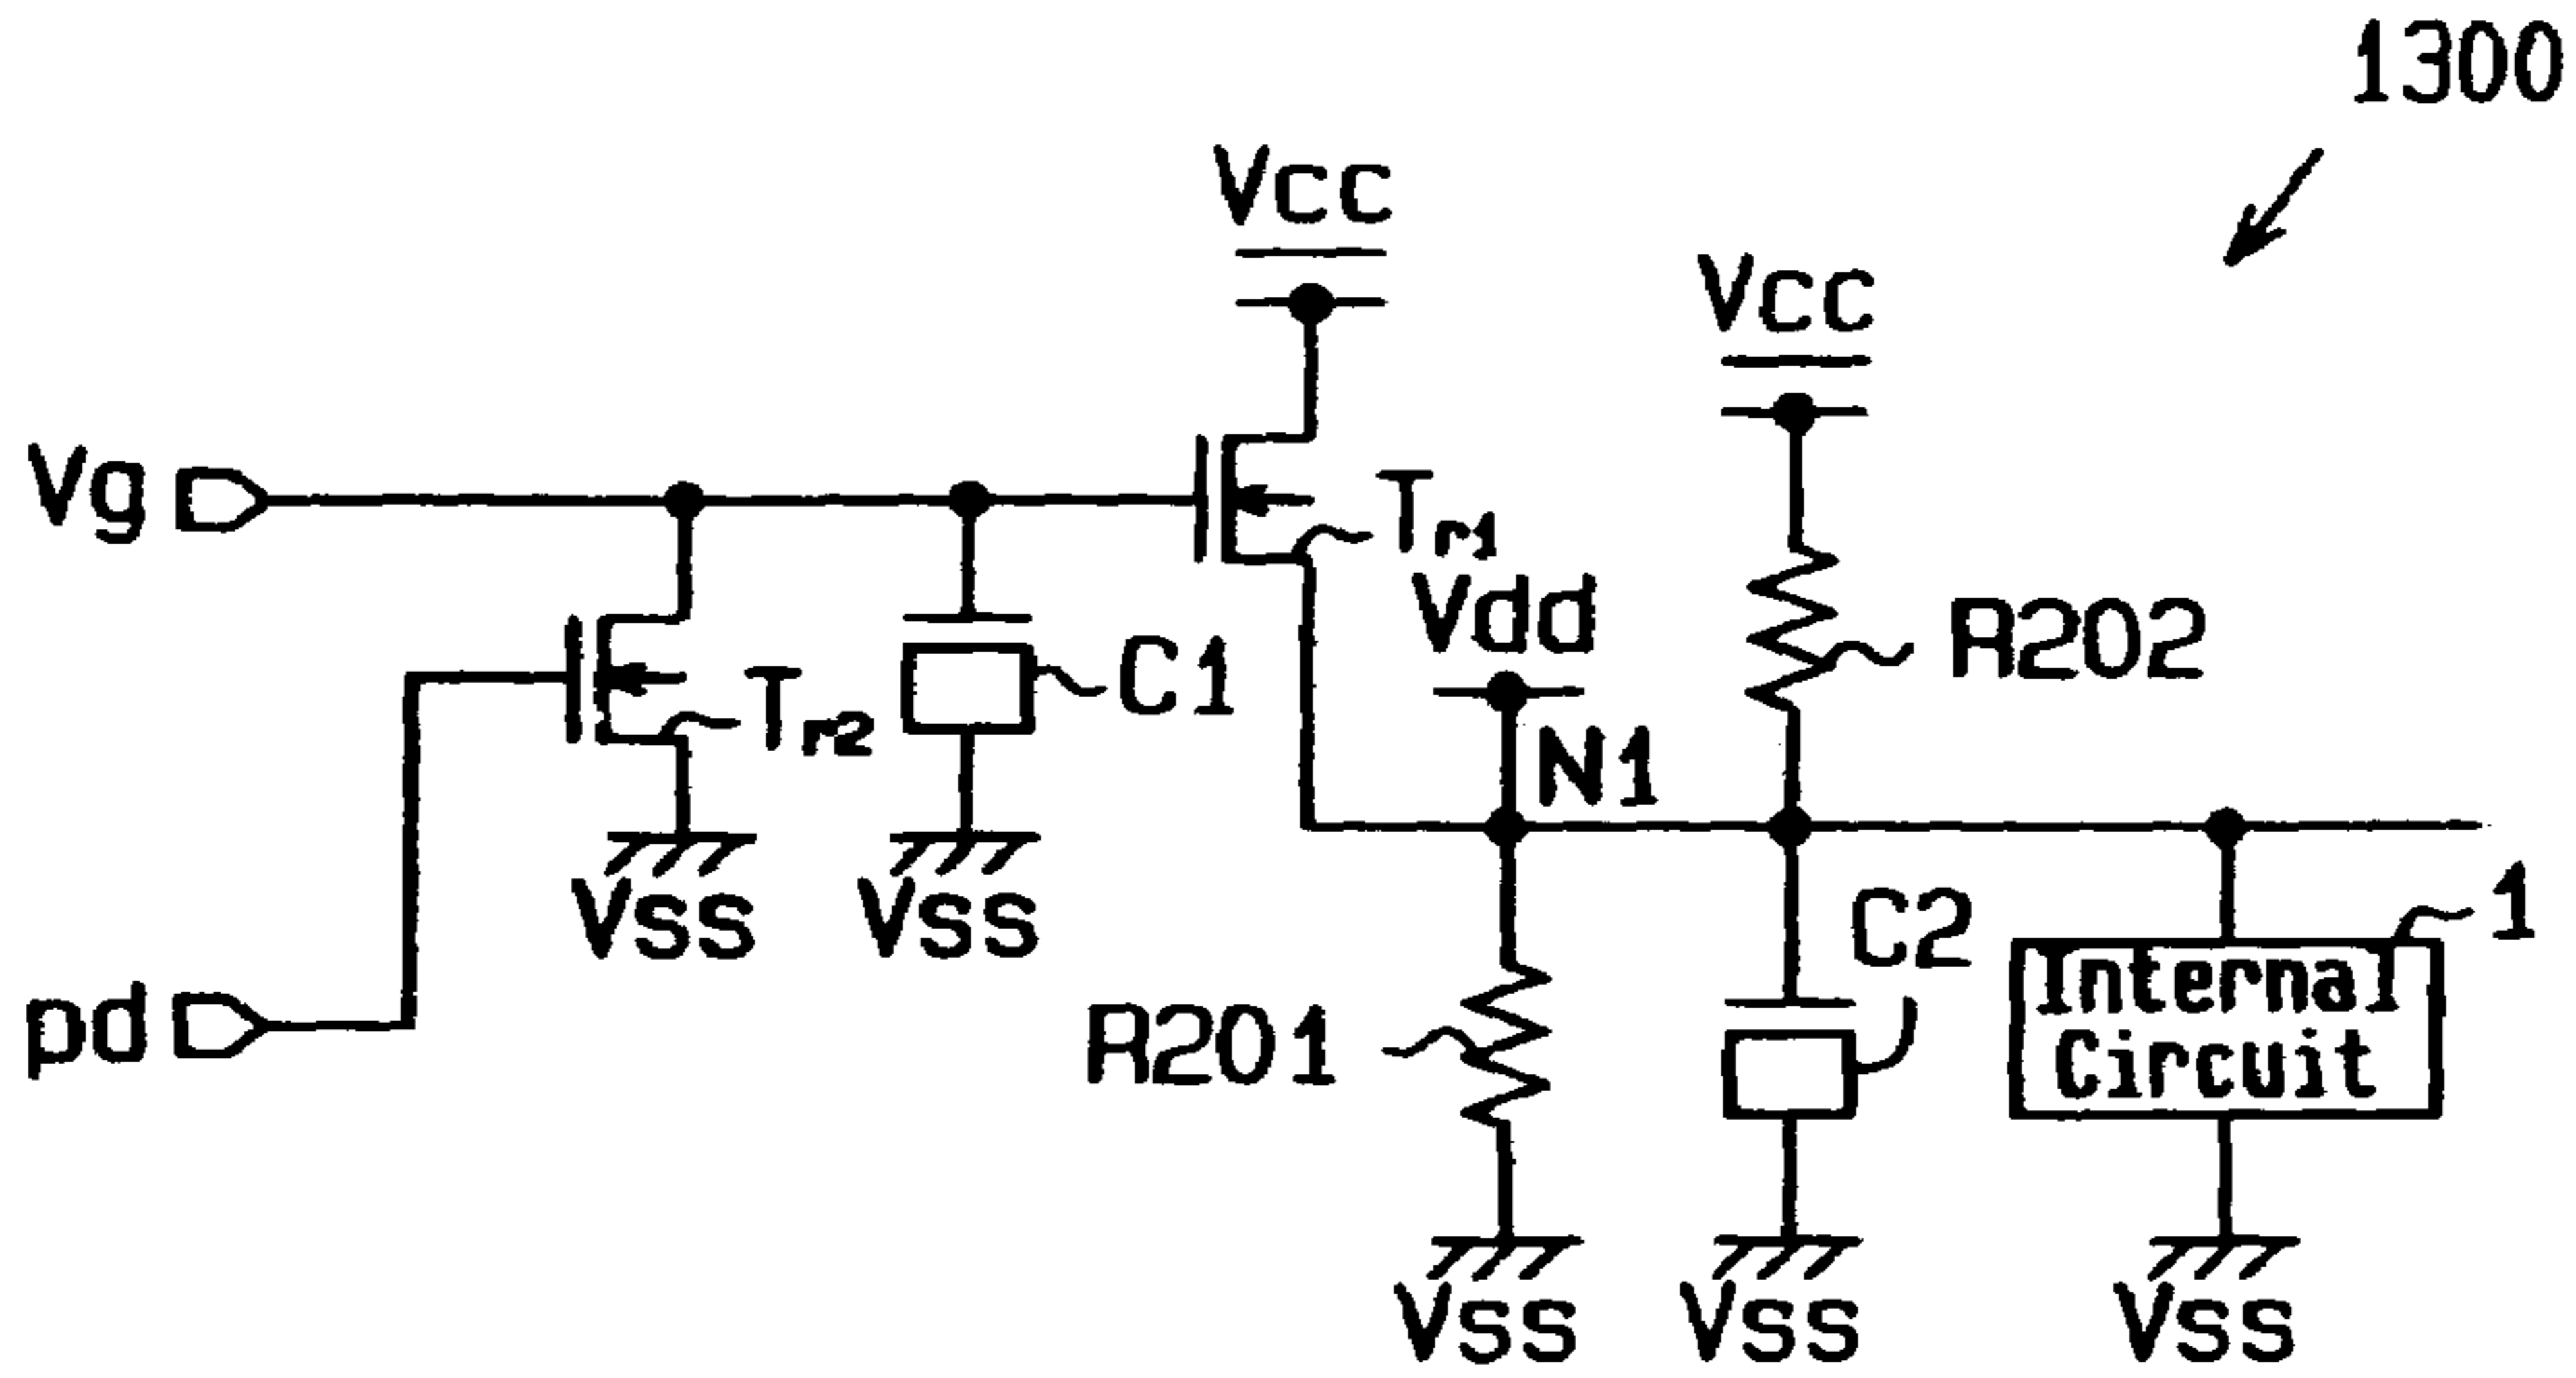 1300
Vcc
Vcc
Vg
Tr1
Vdd
R202
C1
Tr2
N1
Vss
Vss
C2
1
Internal
Circuit
pd
R201
Vss
Vss
Vss